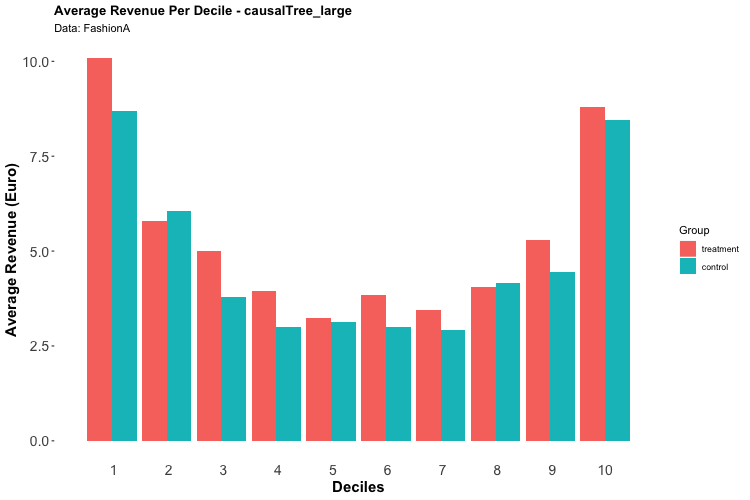 Average Revenue Per Decile - causalTree_large
Data: FashionA
Average Revenue (Euro)
10.0
7.5
5.0
2.5
0.0
1 2 3 4 5 6 7 8 9 10
Deciles
Group
treatment
control